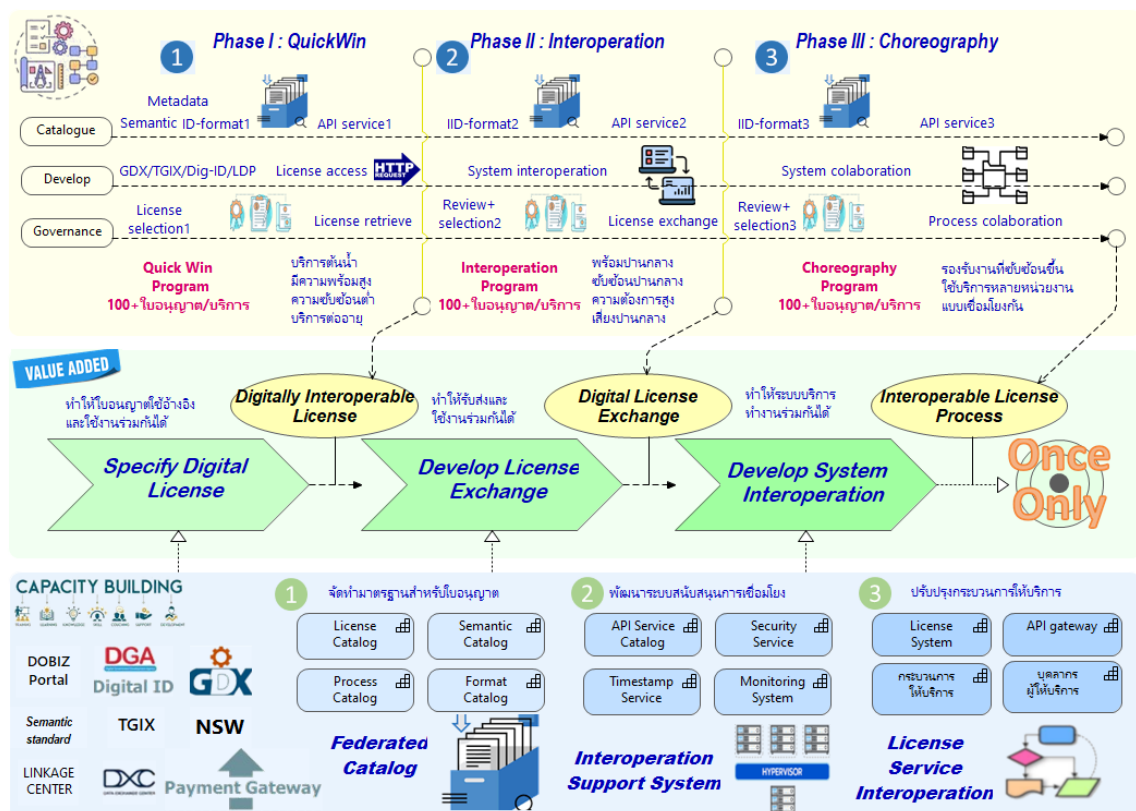 1 Phase I : QuickWin
2 Phase II : Interoperation
3 Phase III : Choreography
Catalogue
Metadata
Semantic ID-format1
API service1
IID-format2
API service2
IID-format3
API service3
Develop
GDX/TGIX/Dig-ID/LDP
License access
HTTP
REQUEST
System interoperation
System colaboration
Governance
License
selection1
License retrieve
Review+
selection2
License exchange
Review+
selection3
Process colaboration
Quick Win
Program
100+ใบอนุญาต/บริการ
บริการต้นน้ำ
มีความพร้อมสูง
ความซับซ้อนต่ำ
บริการต่ออายุ
Interoperation
Program
100+ใบอนุญาต/บริการ
พร้อมปานกลาง
ซับซ้อนปานกลาง
ความต้องการสูง
เสี่ยงปานกลาง
Choreography
Program
100+ใบอนุญาต/บริการ
รองรับงานที่ซับซ้อนขึ้น
ใช้บริการหลายหน่วยงาน
แบบเชื่อมโยงกัน
VALUE ADDED
ทำให้ใบอนุญาตใช้อ้างอิง
และใช้งานร่วมกันได้
Digitally Interoperable
License
ทำให้รับส่งและ
ใช้งานร่วมกันได้
Digital License
Exchange
ทำให้ระบบบริการ
ทำงานร่วมกันได้
Interoperable License
Process
Specify Digital
License
Develop License
Exchange
Develop System
Interoperation
Once
Only
CAPACITY BUILDING
TRAINING LEARNING KNOWLEDGE SKILL COACHING SUPPORT DEVELOPMENT
DOBIZ
Portal
DGA
Digital ID
GDX
Semantic
standard
TGIX
NSW
LINKAGE
CENTER
DXC
DATA EXCHANGE CENTER
Payment Gateway
1 จัดทำมาตรฐานสำหรับใบอนุญาต
License
Catalog
Semantic
Catalog
Process
Catalog
Format
Catalog
Federated
Catalog
2 พัฒนาระบบสนับสนุนการเชื่อมโยง
API Service
Catalog
Security
Service
Timestamp
Service
Monitoring
System
Interoperation
Support System
HYPERVISOR
3 ปรับปรุงกระบวนการให้บริการ
License
System
API gateway
กระบวนการ
ให้บริการ
บุคลากร
ผู้ให้บริการ
License
Service
Interoperation